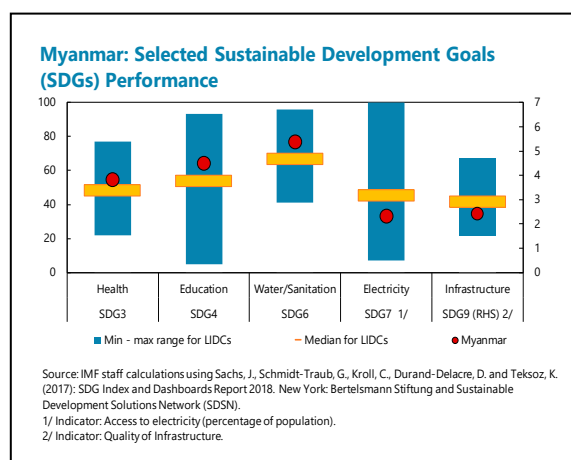 Myanmar: Selected Sustainable Development Goals
(SDGs) Performance
100
80
60
40
20
0
7
6
5
4
3
2
1
0
Health
Education
Water/Sanitation
Electricity
Infrastructure
SDG3
SDG4
SDG6
SDG7 1/
SDG9 (RHS) 2/
Min - max range for LIDCs
Median for LIDCs
Myanmar
Source: IMF staff calculations using Sachs, J., Schmidt-Traub, G., Kroll, C., Durand-Delacre, D. and Teksoz, K.
(2017): SDG Index and Dashboards Report 2018. New York: Bertelsmann Stiftung and Sustainable
Development Solutions Network (SDSN).
1/ Indicator: Access to electricity (percentage of population).
2/ Indicator: Quality of Infrastructure.